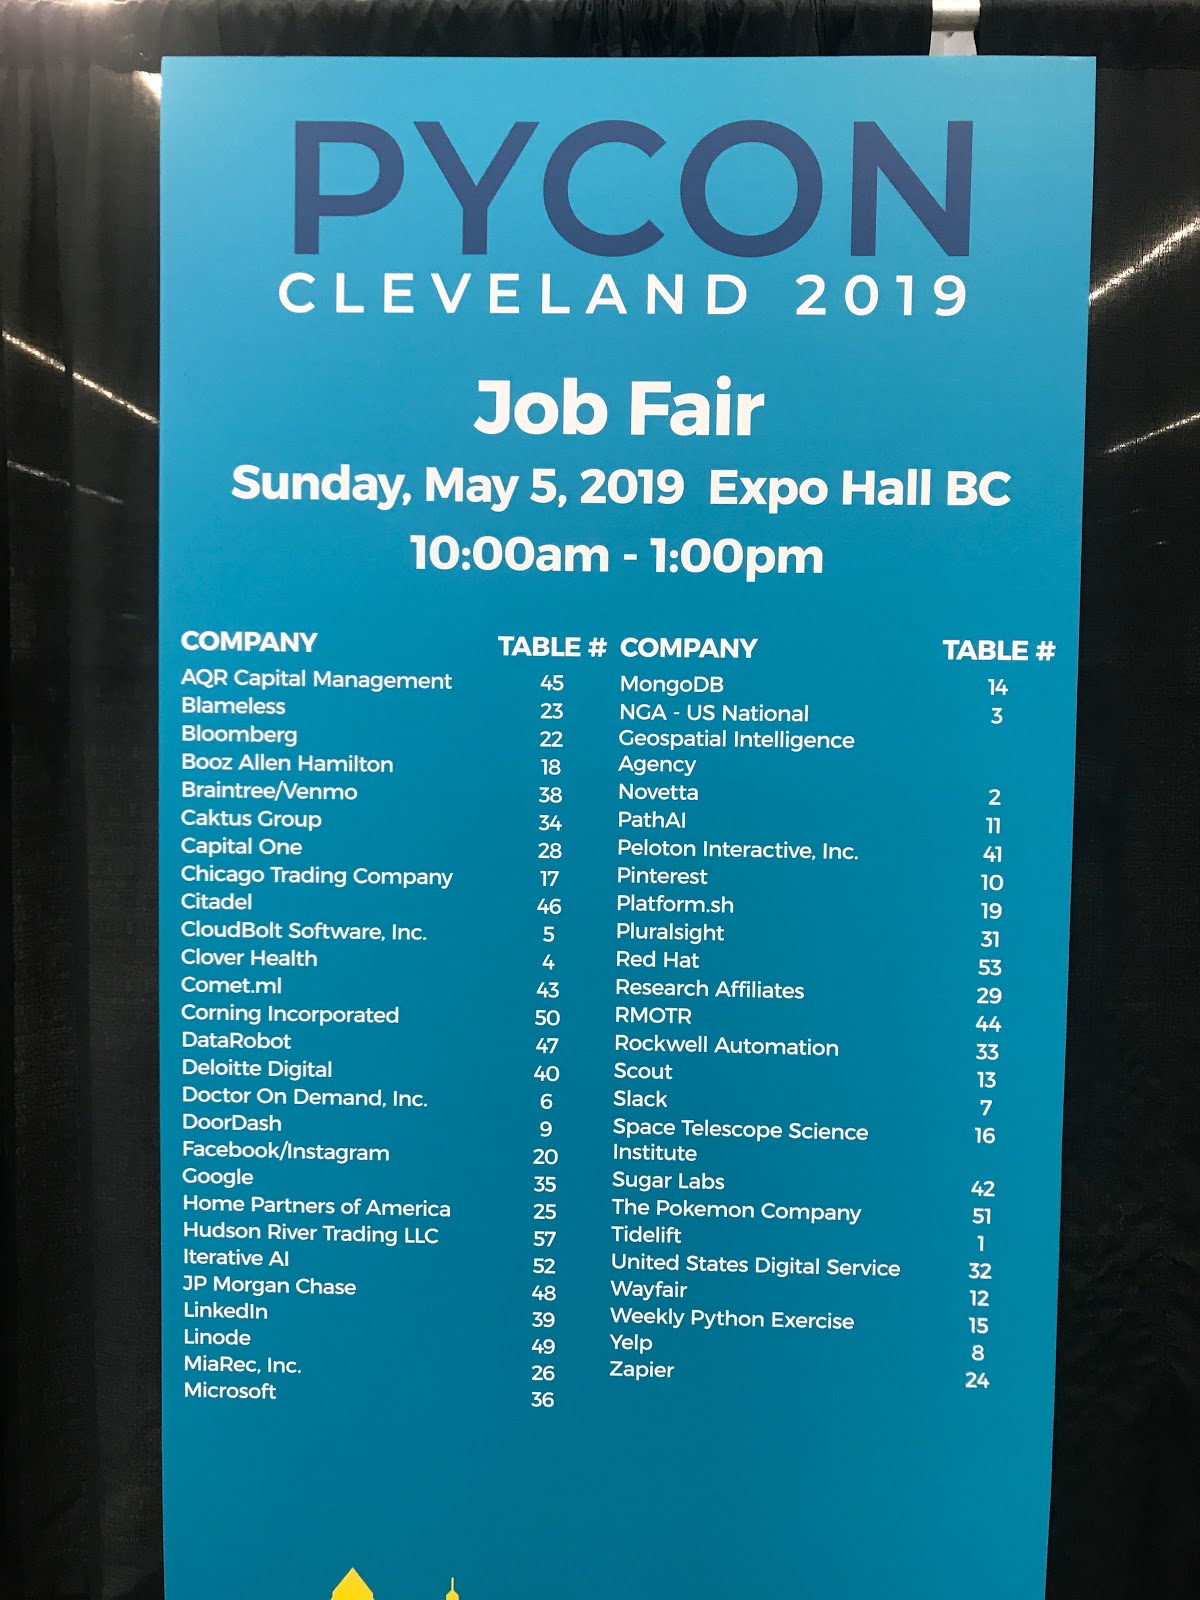 PYCON
CLEVELAND 2019
Job Fair
Sunday, May 5, 2019 Expo Hall BC
10:00am - 1:00pm
COMPANY TABLE #
AQR Capital Management 45
Blameless 23
Bloomberg 22
Booz Allen Hamilton 18
Braintree/Venmo 38
Caktus Group 34
Capital One 28
Chicago Trading Company 17
Citadel 46
CloudBolt Software, Inc. 5
Clover Health 4
Comet.ml 43
Corning Incorporated 50
DataRobot 47
Deloitte Digital 40
Doctor On Demand, Inc. 6
DoorDash 9
Facebook/Instagram 20
Google 35
Home Partners of America 25
Hudson River Trading LLC 57
Iterative AI 52
JP Morgan Chase 48
LinkedIn 39
Linode 49
MiaRec, Inc. 26
Microsoft 36
COMPANY TABLE #
MongoDB 14
NGA - US National 3
Geospatial Intelligence
Agency
Novetta 2
PathAI 11
Peloton Interactive, Inc. 41
Pinterest 10
Platform.sh 19
Pluralsight 31
Red Hat 53
Research Affiliates 29
RMOTR 44
Rockwell Automation 33
Scout 13
Slack 7
Space Telescope Science 16
Institute
Sugar Labs 42
The Pokemon Company 51
Tidelift 1
United States Digital Service 32
Wayfair 12
Weekly Python Exercise 15
Yelp 8
Zapier 24